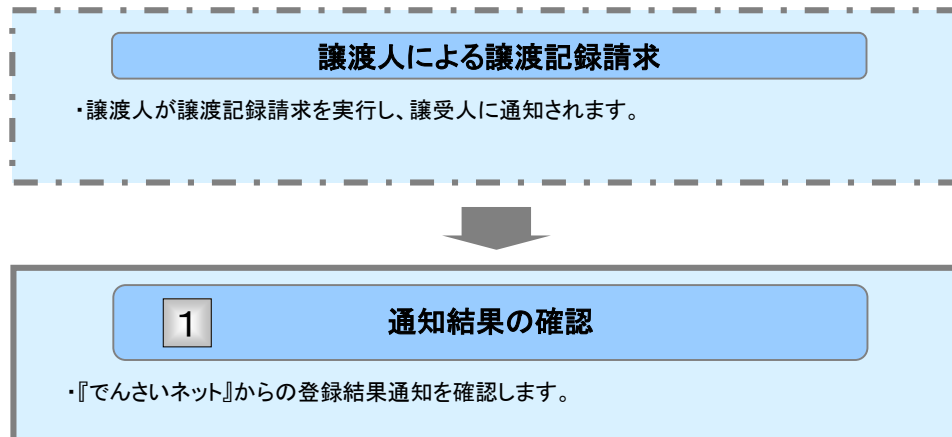 譲渡人による譲渡記録請求
・譲渡人が譲渡記録請求を実行し、譲受人に通知されます。
1 通知結果の確認
・『でんさいネット』からの登録結果通知を確認します。